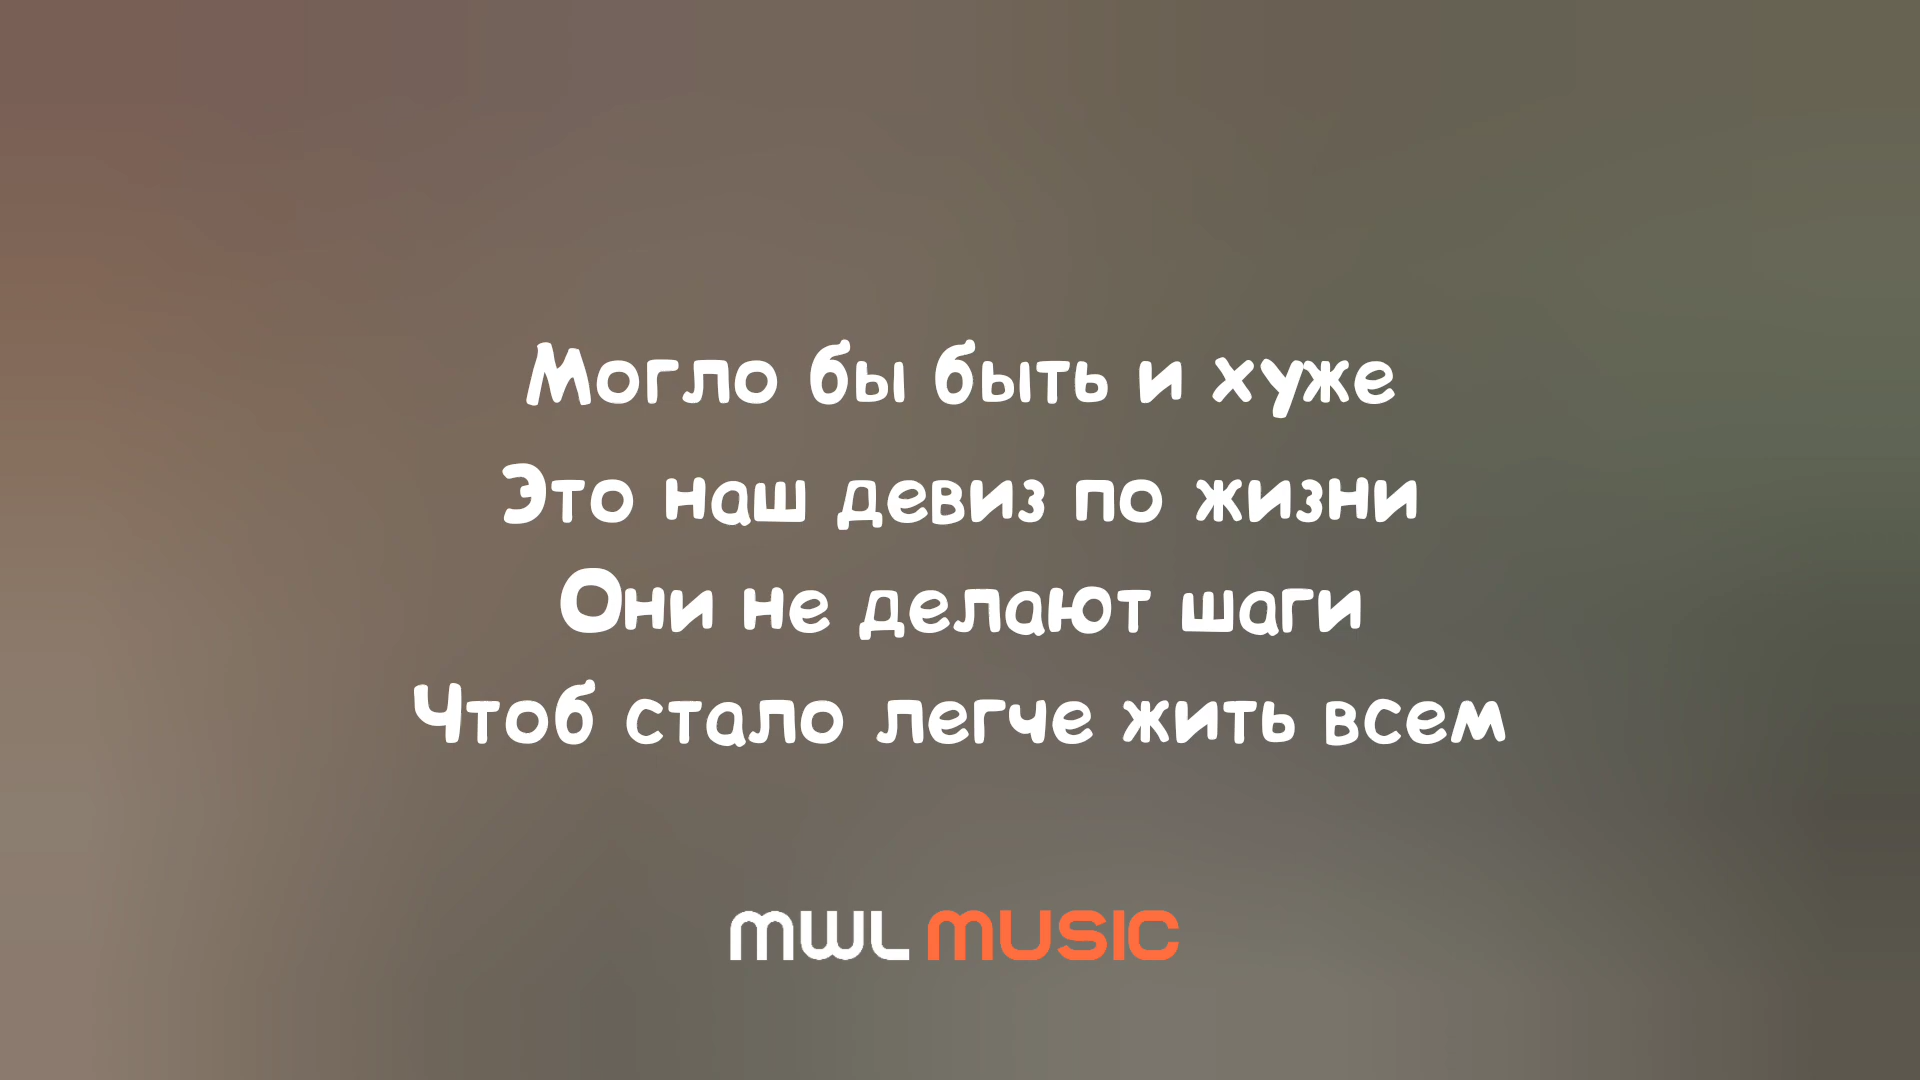 Могло бы быть и хуже
Это наш девиз по жизни
Они не делают шаги
Чтоб стало легче жить всем
MWL MUSIC